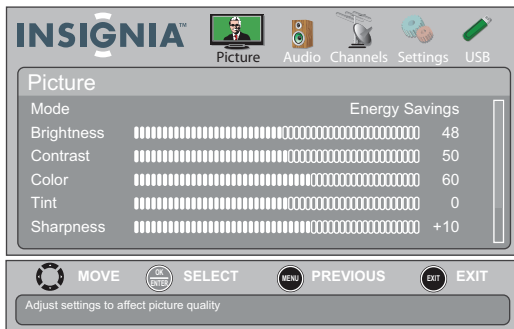 INSIGNIA™
Picture Audio Channels Settings USB
Picture
Mode Energy Savings
Brightness 48
Contrast 50
Color 60
Tint 0
Sharpness +10
MOVE OK ENTER SELECT MENU PREVIOUS EXIT EXIT
Adjust settings to affect picture quality